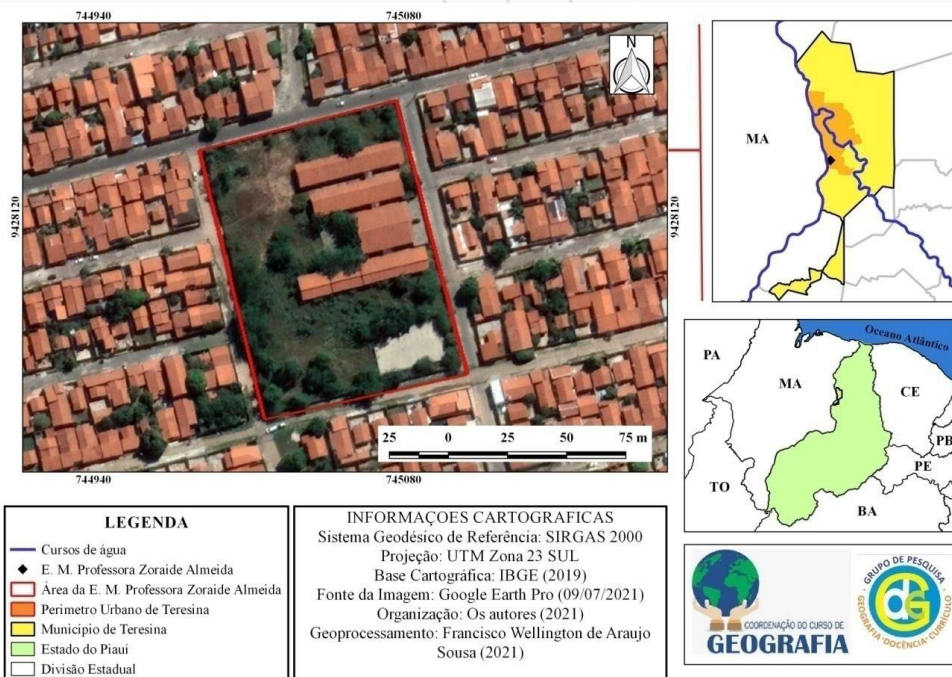 744940
745080
9428120
9428120
N
25 0 25 50 75 m
744940
745080
MA
Oceano Atlântico
PA
MA
CE
PB
PE
TO
BA
LEGENDA
Cursos de água
E. M. Professora Zoraide Almeida
Área da E. M. Professora Zoraide Almeida
Perimetro Urbano de Teresina
Municipio de Teresina
Estado do Piauí
Divisão Estadual
INFORMAÇOES CARTOGRAFICAS
Sistema Geodésico de Referência: SIRGAS 2000
Projeção: UTM Zona 23 SUL
Base Cartográfica: IBGE (2019)
Fonte da Imagem: Google Earth Pro (09/07/2021)
Organização: Os autores (2021)
Geoprocessamento: Francisco Wellington de Araujo
Sousa (2021)
COORDENAÇÃO DO CURSO DE
GEOGRAFIA
GRUPO DE PESQUISA
GEOGRAFIA·DOCÊNCIA·CURRÍCULO